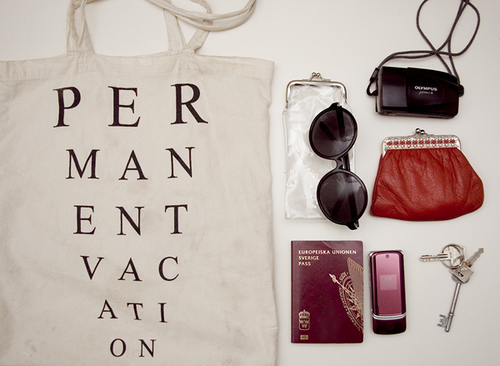 PER
MAN
ENT
VAC
ATI
ON
OLYMPUS
EUROPEISKA UNIONEN
SVERIGE
PASS